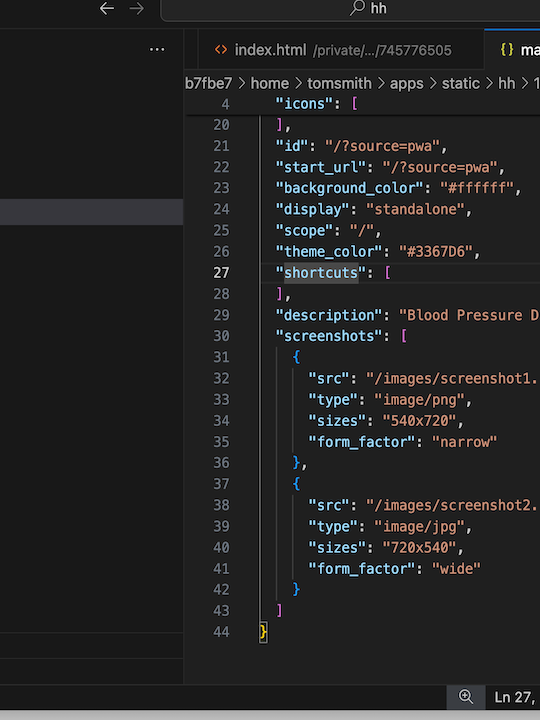 hh
index.html /private/.../745776505
{} ma
b7fbe7 > home > tomsmith > apps > static > hh > 1
4 "icons": [
20 ],
21 "id": "/?source=pwa",
22 "start_url": "/?source=pwa",
23 "background_color": "#ffffff",
24 "display": "standalone",
25 "scope": "/",
26 "theme_color": "#3367D6",
27 "shortcuts": [
28 ],
29 "description": "Blood Pressure D
30 "screenshots": [
31 {
32 "src": "/images/screenshot1.
33 "type": "image/png",
34 "sizes": "540x720",
35 "form_factor": "narrow"
36 },
37 {
38 "src": "/images/screenshot2.
39 "type": "image/jpg",
40 "sizes": "720x540",
41 "form_factor": "wide"
42 }
43 ]
44 }
Ln 27,